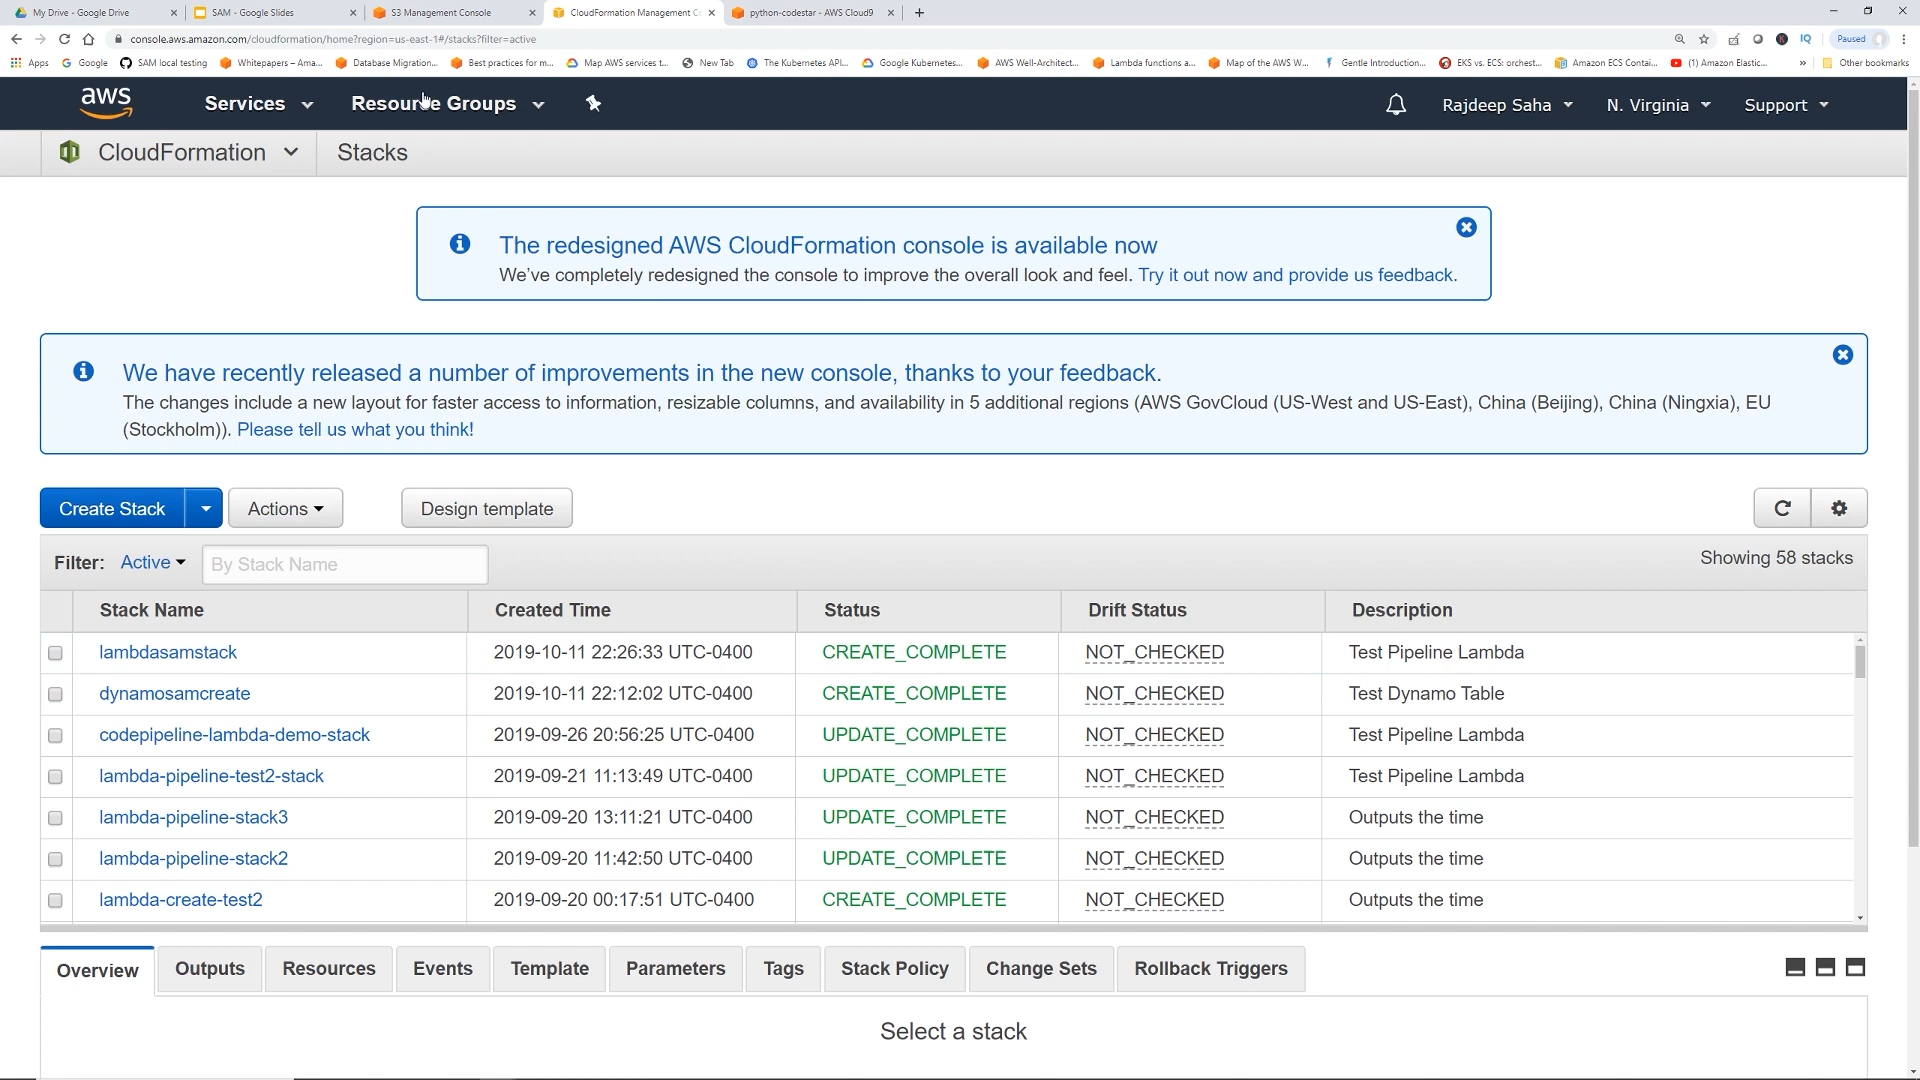 My Drive - Google Drive
SAM - Google Slides
S3 Management Console
CloudFormation Management C
python-codestar - AWS Cloud9
console.aws.amazon.com/cloudformation/home?region=us-east-1#/stacks?filter=active
IQ
Paused
Apps
Google
SAM local testing
Whitepapers – Ama...
Database Migration...
Best practices for m...
Map AWS services t...
New Tab
The Kubernetes API...
Google Kubernetes...
AWS Well-Architect...
Lambda functions a...
Map of the AWS W...
Gentle Introduction...
EKS vs. ECS: orchest...
Amazon ECS Contai...
(1) Amazon Elastic...
»
Other bookmarks
aws
Services
Resource Groups
Rajdeep Saha
N. Virginia
Support
CloudFormation
Stacks
The redesigned AWS CloudFormation console is available now
We've completely redesigned the console to improve the overall look and feel. Try it out now and provide us feedback.
We have recently released a number of improvements in the new console, thanks to your feedback.
The changes include a new layout for faster access to information, resizable columns, and availability in 5 additional regions (AWS GovCloud (US-West and US-East), China (Beijing), China (Ningxia), EU
(Stockholm)). Please tell us what you think!
Create Stack
Actions
Design template
Filter: Active
By Stack Name
Showing 58 stacks
Stack Name Created Time Status Drift Status Description
lambdasamstack 2019-10-11 22:26:33 UTC-0400 CREATE_COMPLETE NOT_CHECKED Test Pipeline Lambda
dynamosamcreate 2019-10-11 22:12:02 UTC-0400 CREATE_COMPLETE NOT_CHECKED Test Dynamo Table
codepipeline-lambda-demo-stack 2019-09-26 20:56:25 UTC-0400 UPDATE_COMPLETE NOT_CHECKED Test Pipeline Lambda
lambda-pipeline-test2-stack 2019-09-21 11:13:49 UTC-0400 UPDATE_COMPLETE NOT_CHECKED Test Pipeline Lambda
lambda-pipeline-stack3 2019-09-20 13:11:21 UTC-0400 UPDATE_COMPLETE NOT_CHECKED Outputs the time
lambda-pipeline-stack2 2019-09-20 11:42:50 UTC-0400 UPDATE_COMPLETE NOT_CHECKED Outputs the time
lambda-create-test2 2019-09-20 00:17:51 UTC-0400 CREATE_COMPLETE NOT_CHECKED Outputs the time
Overview
Outputs
Resources
Events
Template
Parameters
Tags
Stack Policy
Change Sets
Rollback Triggers
Select a stack